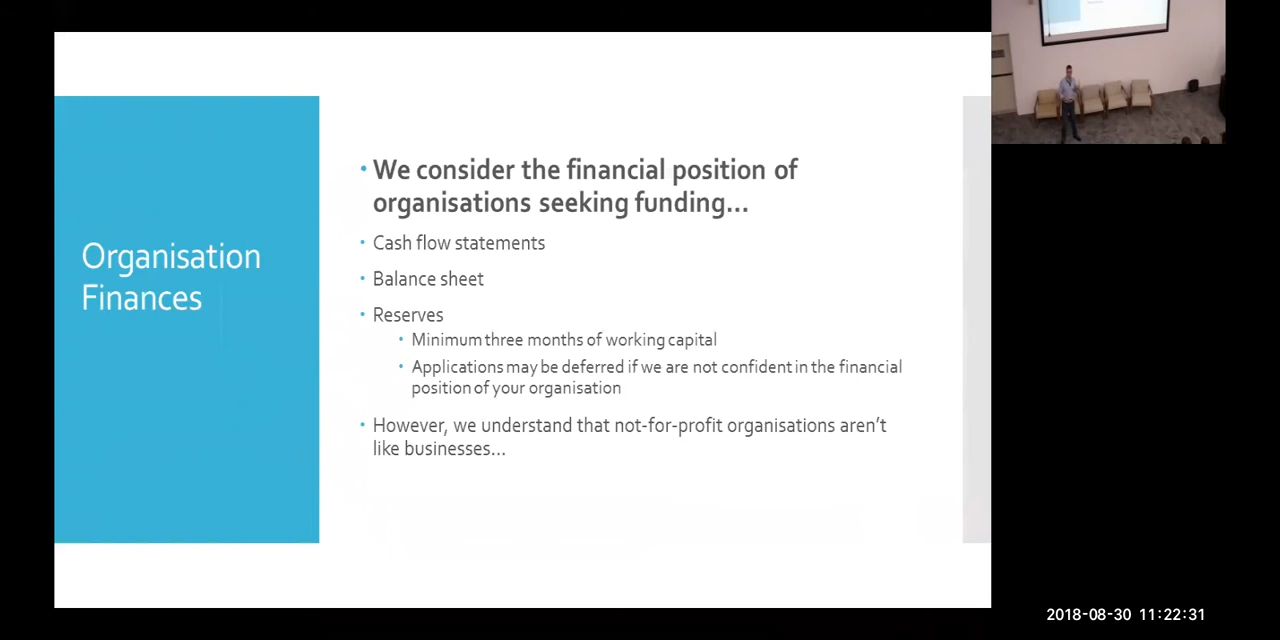 Organisation
Finances
• We consider the financial position of
organisations seeking funding...
• Cash flow statements
• Balance sheet
• Reserves
• Minimum three months of working capital
• Applications may be deferred if we are not confident in the financial
position of your organisation
• However, we understand that not-for-profit organisations aren't
like businesses...
2018-08-30 11:22:31